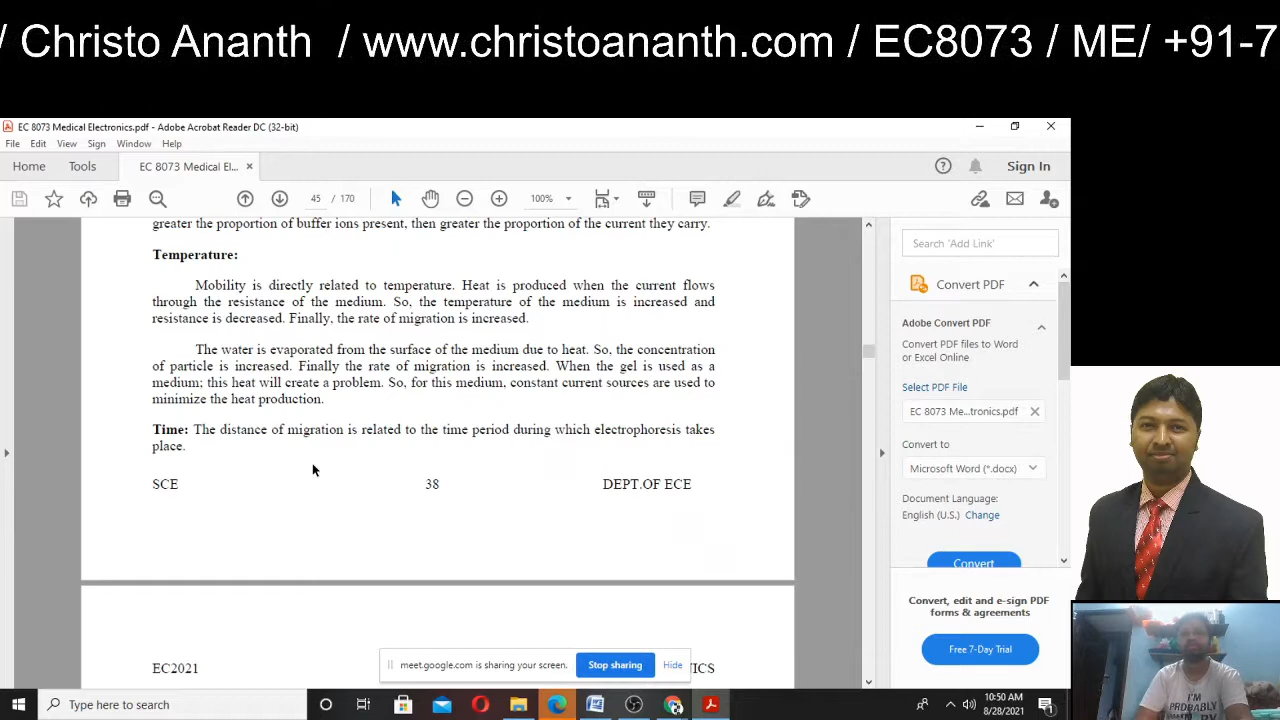 / Christo Ananth / www.christoananth.com / EC8073 / ME/ +91-7
EC 8073 Medical Electronics.pdf - Adobe Acrobat Reader DC (32-bit)
File Edit View Sign Window Help
Home Tools EC 8073 Medical El... × Sign In
45 / 170 100%
greater the proportion of buffer ions present, then greater the proportion of the current they carry.
Temperature:
Mobility is directly related to temperature. Heat is produced when the current flows
through the resistance of the medium. So, the temperature of the medium is increased and
resistance is decreased. Finally, the rate of migration is increased.
The water is evaporated from the surface of the medium due to heat. So, the concentration
of particle is increased. Finally the rate of migration is increased. When the gel is used as a
medium; this heat will create a problem. So, for this medium, constant current sources are used to
minimize the heat production.
Time: The distance of migration is related to the time period during which electrophoresis takes
place.
SCE 38 DEPT.OF ECE
EC2021 NICS
Search 'Add Link'
Convert PDF
Adobe Convert PDF
Convert PDF files to Word
or Excel Online
Select PDF File
EC 8073 Me...tronics.pdf
Convert to
Microsoft Word (*.docx)
Document Language:
English (U.S.) Change
Convert
Convert, edit and e-sign PDF
forms & agreements
Free 7-Day Trial
meet.google.com is sharing your screen. Stop sharing Hide
Type here to search
10:50 AM
8/28/2021
I'M
PROBABLY